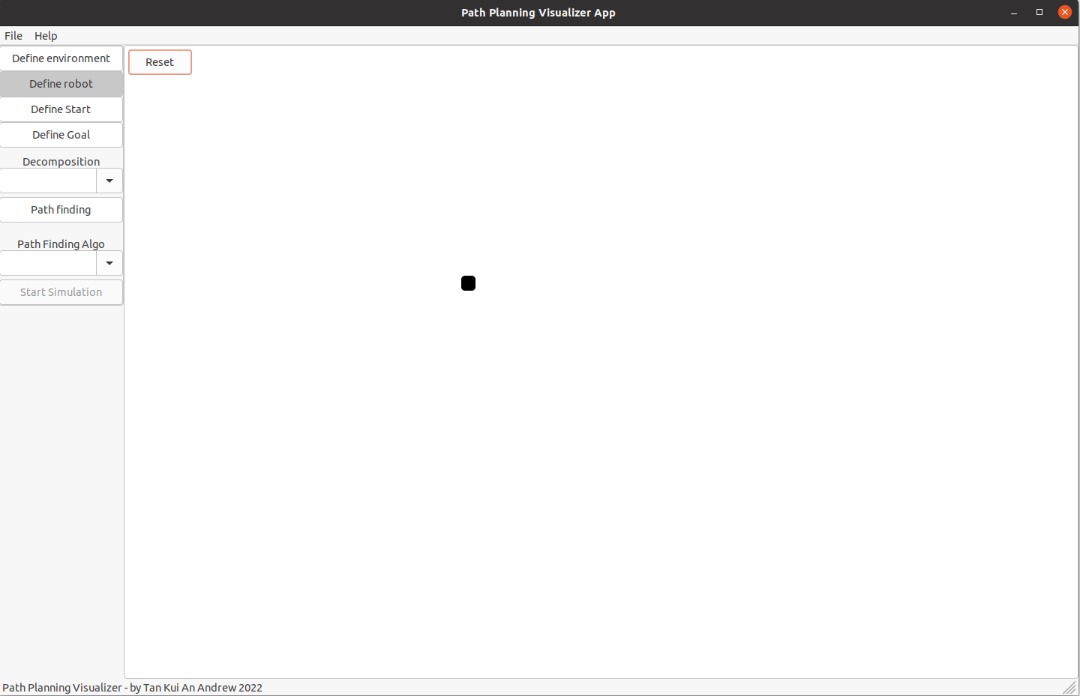 Path Planning Visualizer App
File Help
Define environment
Reset
Define robot
Define Start
Define Goal
Decomposition
Path finding
Path Finding Algo
Start Simulation
Path Planning Visualizer - by Tan Kui An Andrew 2022